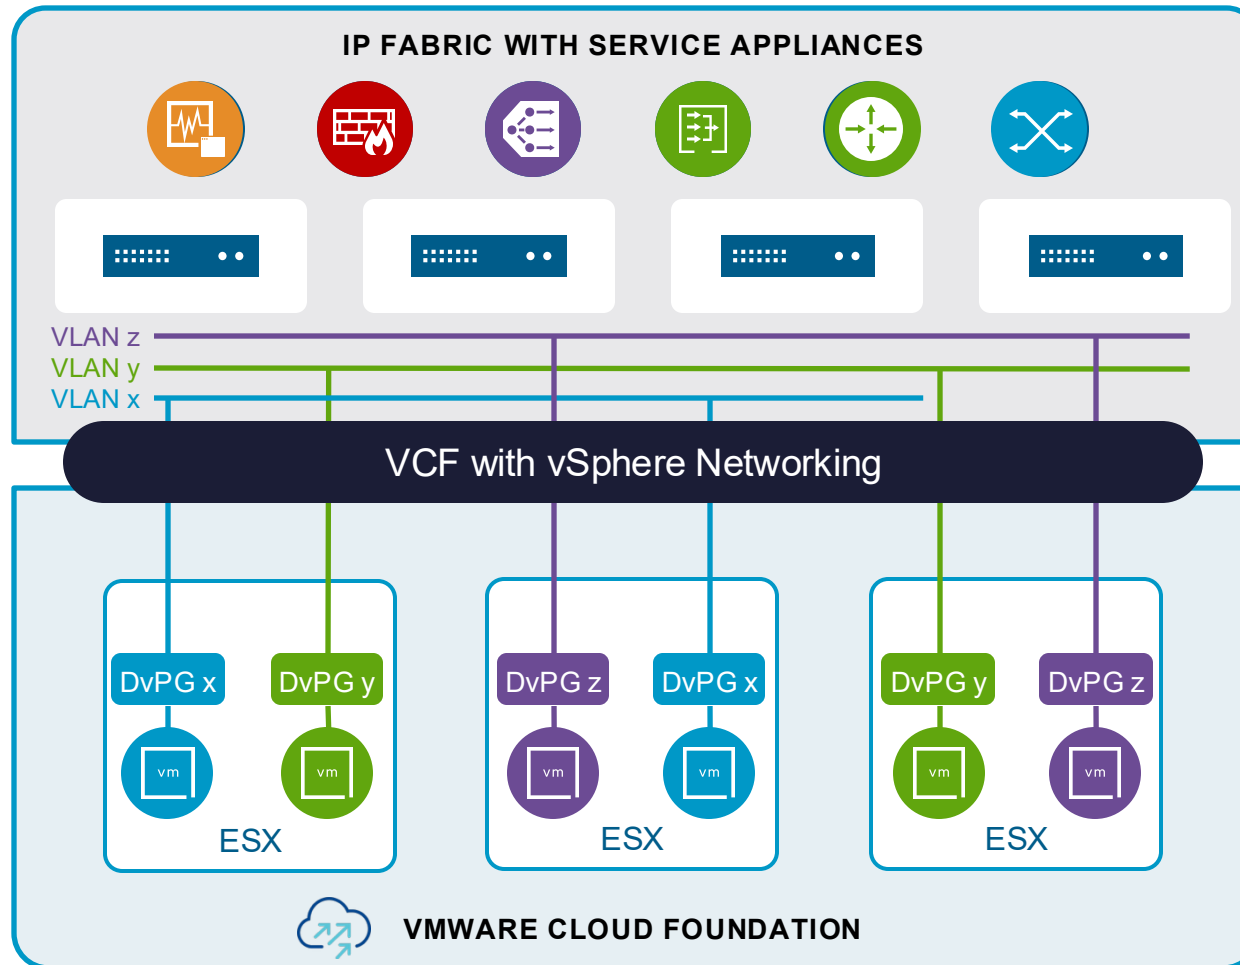 IP FABRIC WITH SERVICE APPLIANCES
VLAN z
VLAN y
VLAN x
VCF with vSphere Networking
DvPG x
DvPG y
DvPG z
DvPG x
DvPG y
DvPG z
vm
vm
vm
vm
vm
vm
ESX
ESX
ESX
VMWARE CLOUD FOUNDATION